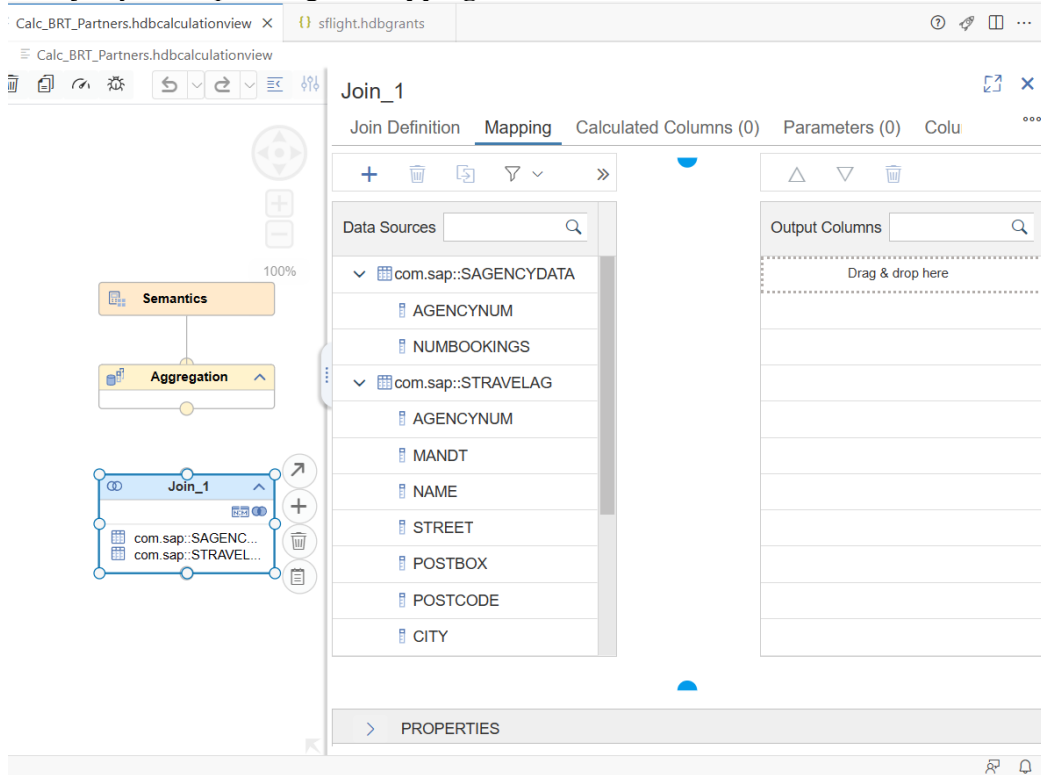 Calc_BRT_Partners.hdbcalculationview
{} sflight.hdbgrants
Calc_BRT_Partners.hdbcalculationview
Join_1
Join Definition Mapping Calculated Columns (0) Parameters (0) Colu
Data Sources
Output Columns
com.sap::SAGENCYDATA
Drag & drop here
AGENCYNUM
NUMBOOKINGS
com.sap::STRAVELAG
AGENCYNUM
MANDT
NAME
STREET
POSTBOX
POSTCODE
CITY
PROPERTIES
100%
Semantics
Aggregation
Join_1
N:M
com.sap::SAGENC...
com.sap::STRAVEL...